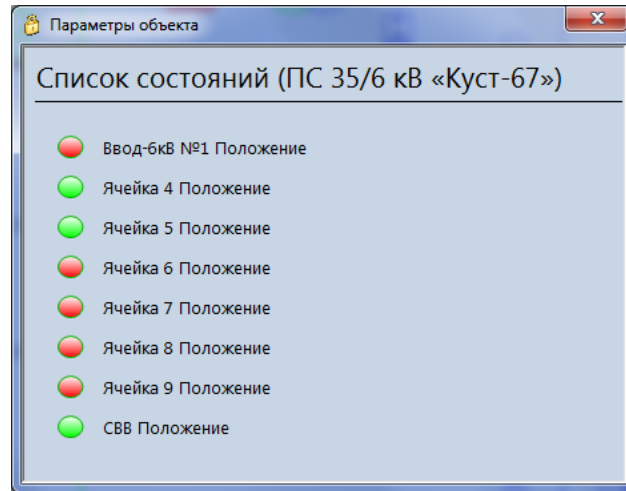 Параметры объекта
Список состояний (ПС 35/6 кВ «Куст-67»)
Ввод-6кВ №1 Положение
Ячейка 4 Положение
Ячейка 5 Положение
Ячейка 6 Положение
Ячейка 7 Положение
Ячейка 8 Положение
Ячейка 9 Положение
СВВ Положение